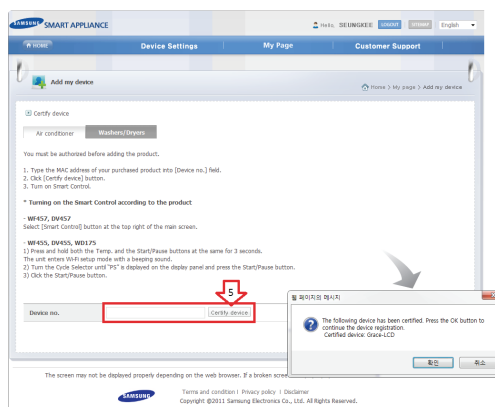 SAMSUNG SMART APPLIANCE
Hello, SEUNGKEE LOGOUT SITEMAP English
HOME Device Settings My Page Customer Support
Add my device
Home > My page > Add my device
Certify device
Air conditioner Washers/Dryers
You must be authorized before adding the product.
1. Type the MAC address of your purchased product into [Device no.] field.
2. Click [Certify device] button.
3. Turn on Smart Control.
* Turning on the Smart Control according to the product
- WF457, DV457
Select [Smart Control] button at the top right of the main screen.
- WF455, DV455, WD175
1) Press and hold both the Temp. and the Start/Pause buttons at the same for 3 seconds.
The unit enters Wi-Fi setup mode with a beeping sound.
2) Turn the Cycle Selector until "PS" is displayed on the display panel and press the Start/Pause button.
3) Click the Start/Pause button.
5
Device no. Certify device
웹 페이지의 메시지
The following device has been certified. Press the OK button to
continue the device registration.
Certified device: Grace-LCD
확인 취소
The screen may not be displayed properly depending on the web browser. If a broken scree
SAMSUNG
Terms and condition l Privacy policy l Disclaimer
Copyright @2011 Samsung Electronics Co., Ltd. All Rights Reserved.